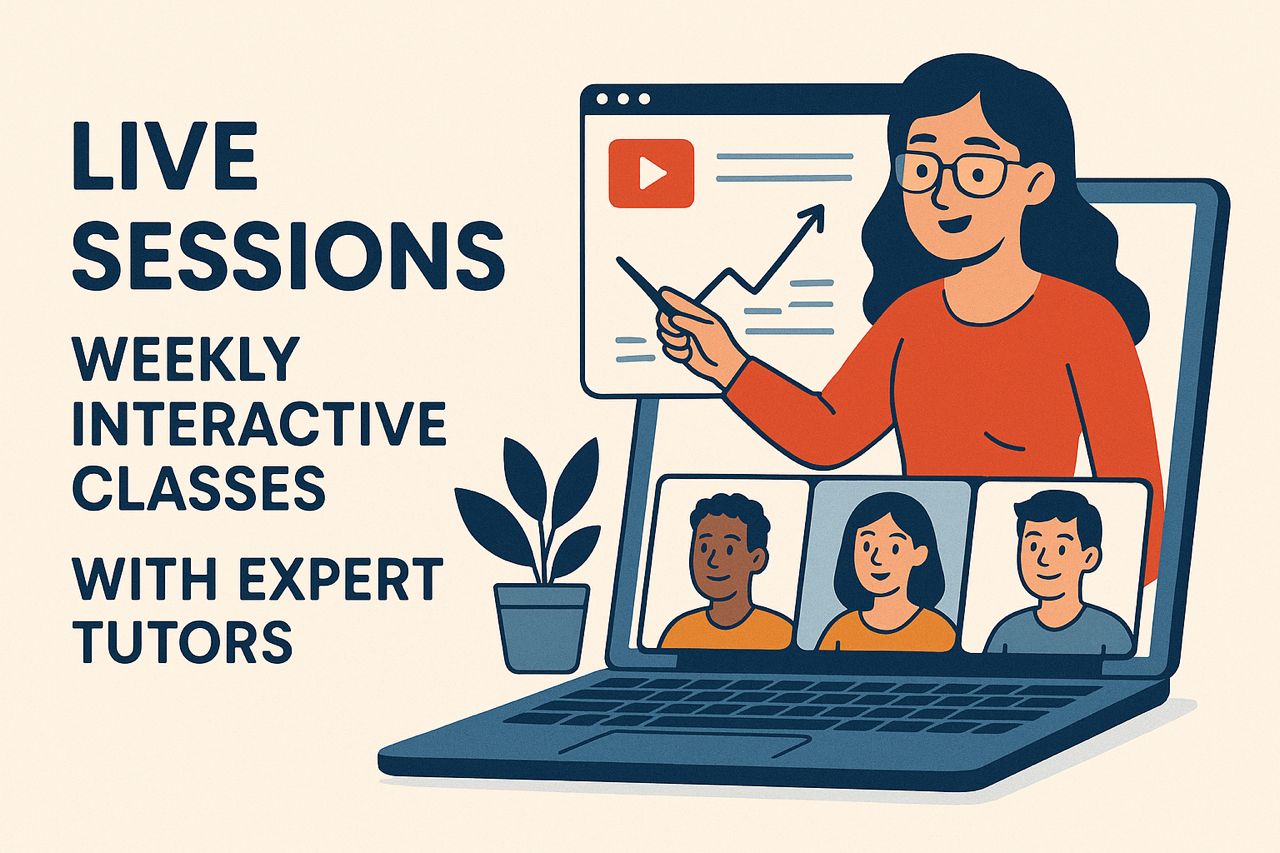 LIVE
SESSIONS
WEEKLY
INTERACTIVE
CLASSES
WITH EXPERT
TUTORS